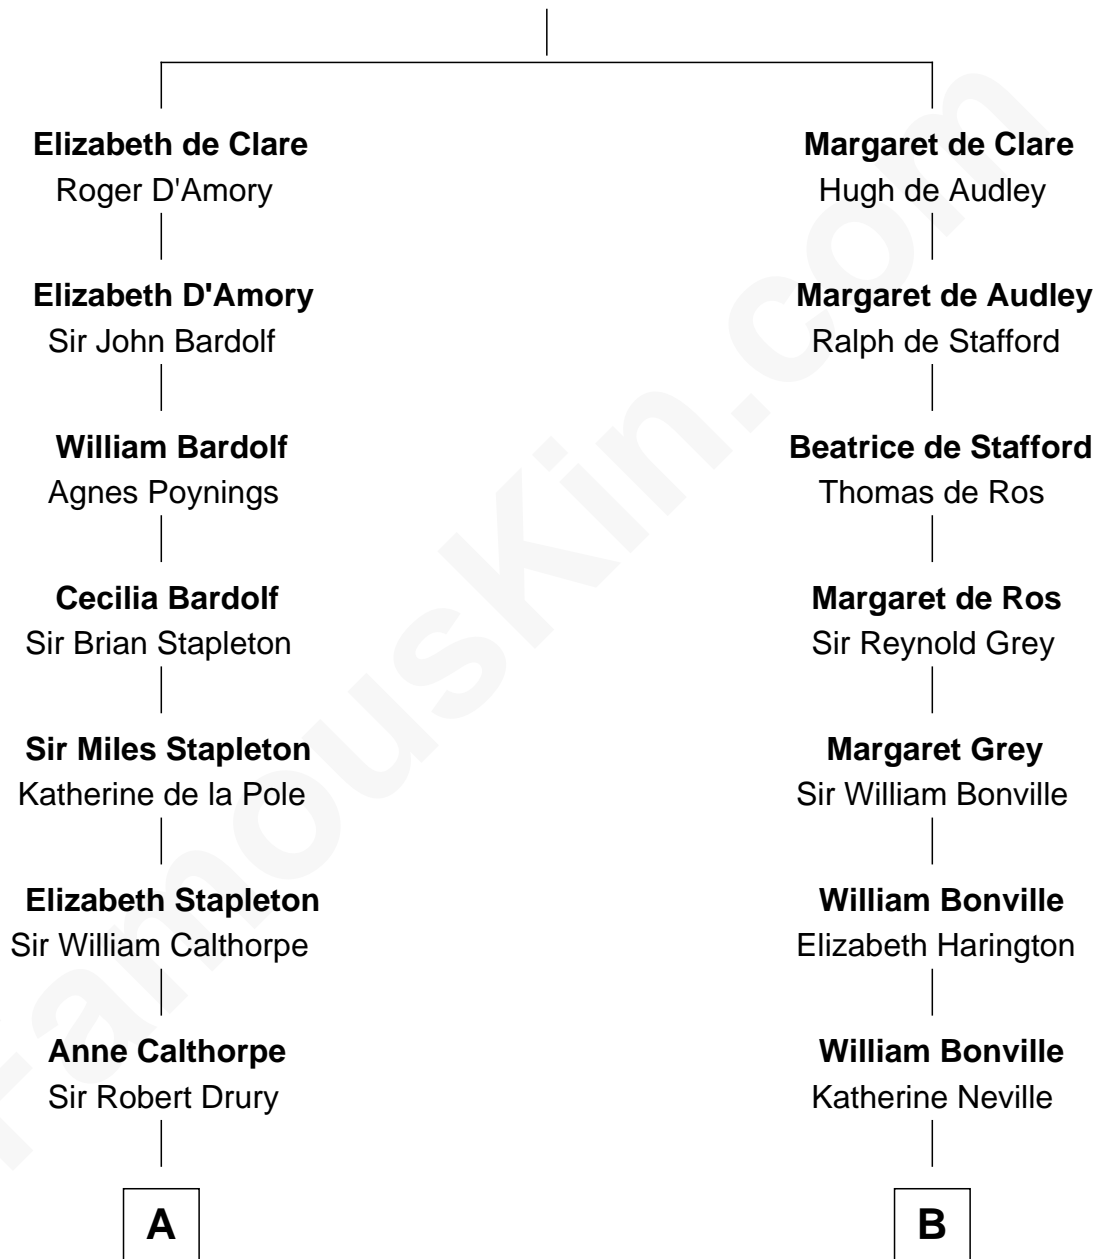 Elizabeth de Clare
Roger D'Amory
Elizabeth D'Amory
Sir John Bardolf
William Bardolf
Agnes Poynings
Cecilia Bardolf
Sir Brian Stapleton
Sir Miles Stapleton
Katherine de la Pole
Elizabeth Stapleton
Sir William Calthorpe
Anne Calthorpe
Sir Robert Drury
A
Margaret de Clare
Hugh de Audley
Margaret de Audley
Ralph de Stafford
Beatrice de Stafford
Thomas de Ros
Margaret de Ros
Sir Reynold Grey
Margaret Grey
Sir William Bonville
William Bonville
Elizabeth Harington
William Bonville
Katherine Neville
B
FamousKin.com